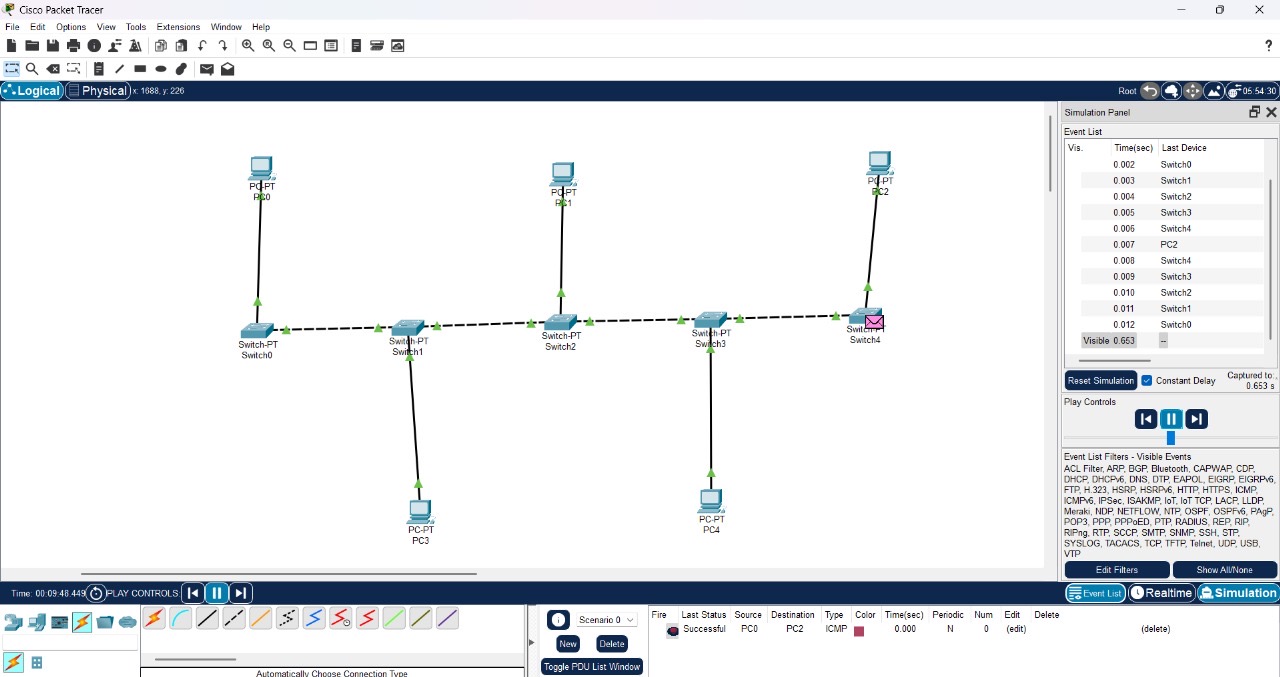 Cisco Packet Tracer
File Edit Options View Tools Extensions Window Help
?
Logical Physical x: 1688, y: 226 Root 05:54:30
Simulation Panel
Event List
Vis. Time(sec) Last Device
0.002 Switch0
0.003 Switch1
0.004 Switch2
0.005 Switch3
0.006 Switch4
0.007 PC2
0.008 Switch4
0.009 Switch3
0.010 Switch2
0.011 Switch1
0.012 Switch0
Visible 0.653 --
Reset Simulation Constant Delay Captured to:
0.653 s
Play Controls
Event List Filters - Visible Events
ACL Filter, ARP, BGP, Bluetooth, CAPWAP, CDP,
DHCP, DHCPv6, DNS, DTP, EAPOL, EIGRP, EIGRPv6,
FTP, H.323, HSRP, HSRPv6, HTTP, HTTPS, ICMP,
ICMPv6, IPSec, ISAKMP, IoT, IoT TCP, LACP, LLDP,
Meraki, NDP, NETFLOW, NTP, OSPF, OSPFv6, PAgP,
POP3, PPP, PPPoED, PTP, RADIUS, REP, RIP,
RIPng, RTP, SCCP, SMTP, SNMP, SSH, STP,
SYSLOG, TACACS, TCP, TFTP, Telnet, UDP, USB,
VTP
Edit Filters Show All/None
PC-PT
PC0
PC-PT
PC1
PC-PT
PC2
Switch-PT
Switch0
Switch-PT
Switch1
Switch-PT
Switch2
Switch-PT
Switch3
Switch-PT
Switch4
PC-PT
PC3
PC-PT
PC4
Time: 00:09:48.449 PLAY CONTROLS: Event List Realtime Simulation
Scenario 0
New Delete
Toggle PDU List Window
Fire Last Status Source Destination Type Color Time(sec) Periodic Num Edit Delete
Successful PC0 PC2 ICMP 0.000 N 0 (edit) (delete)
Automatically Choose Connection Type